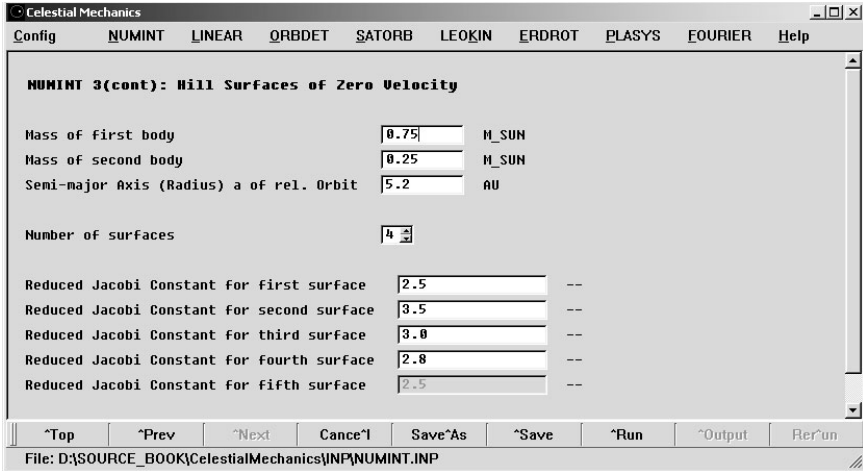 Celestial Mechanics
Config NUMINT LINEAR ORBDET SATORB LEOKIN ERDROT PLASYS FOURIER Help
NUMINT 3(cont): Hill Surfaces of Zero Velocity
Mass of first body 0.75 M_SUN
Mass of second body 0.25 M_SUN
Semi-major Axis (Radius) a of rel. Orbit 5.2 AU
Number of surfaces 4
Reduced Jacobi Constant for first surface 2.5 --
Reduced Jacobi Constant for second surface 3.5 --
Reduced Jacobi Constant for third surface 3.0 --
Reduced Jacobi Constant for fourth surface 2.8 --
Reduced Jacobi Constant for fifth surface 2.5 --
^Top ^Prev ^Next Cance^l Save^As ^Save ^Run ^Output Rer^un
File: D:\SOURCE_BOOK\CelestialMechanics\INP\NUMINT.INP